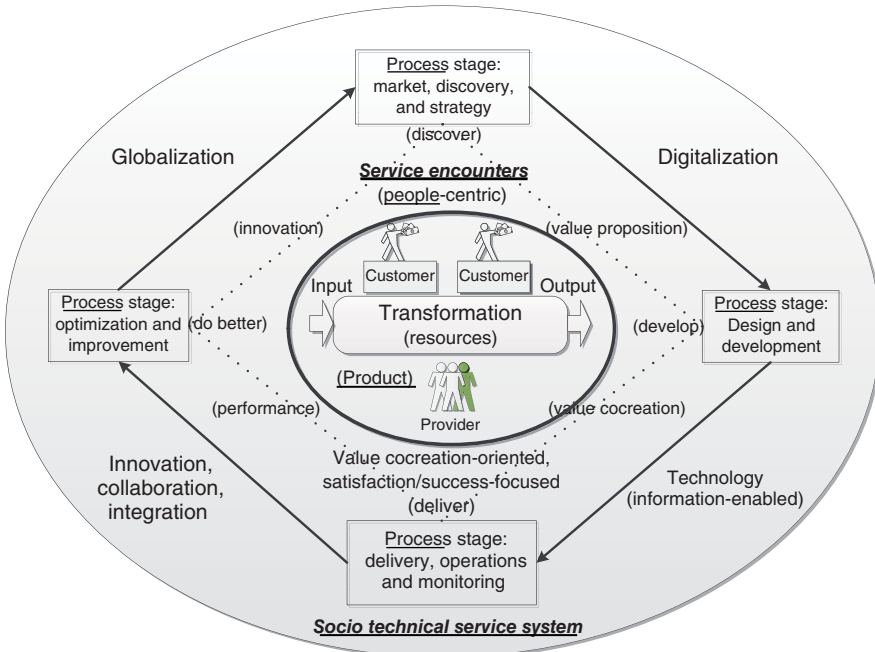 Process stage:
market, discovery,
and strategy
(discover)
Globalization
Digitalization
Service encounters
(people-centric)
(innovation)
(value proposition)
Customer
Customer
Input
Output
Process stage:
optimization and
improvement
(do better)
Transformation
(resources)
(develop)
Process stage:
Design and
development
(Product)
Provider
(performance)
(value cocreation)
Value cocreation-oriented,
satisfaction/success-focused
(deliver)
Innovation,
collaboration,
integration
Technology
(information-enabled)
Process stage:
delivery, operations
and monitoring
Socio technical service system